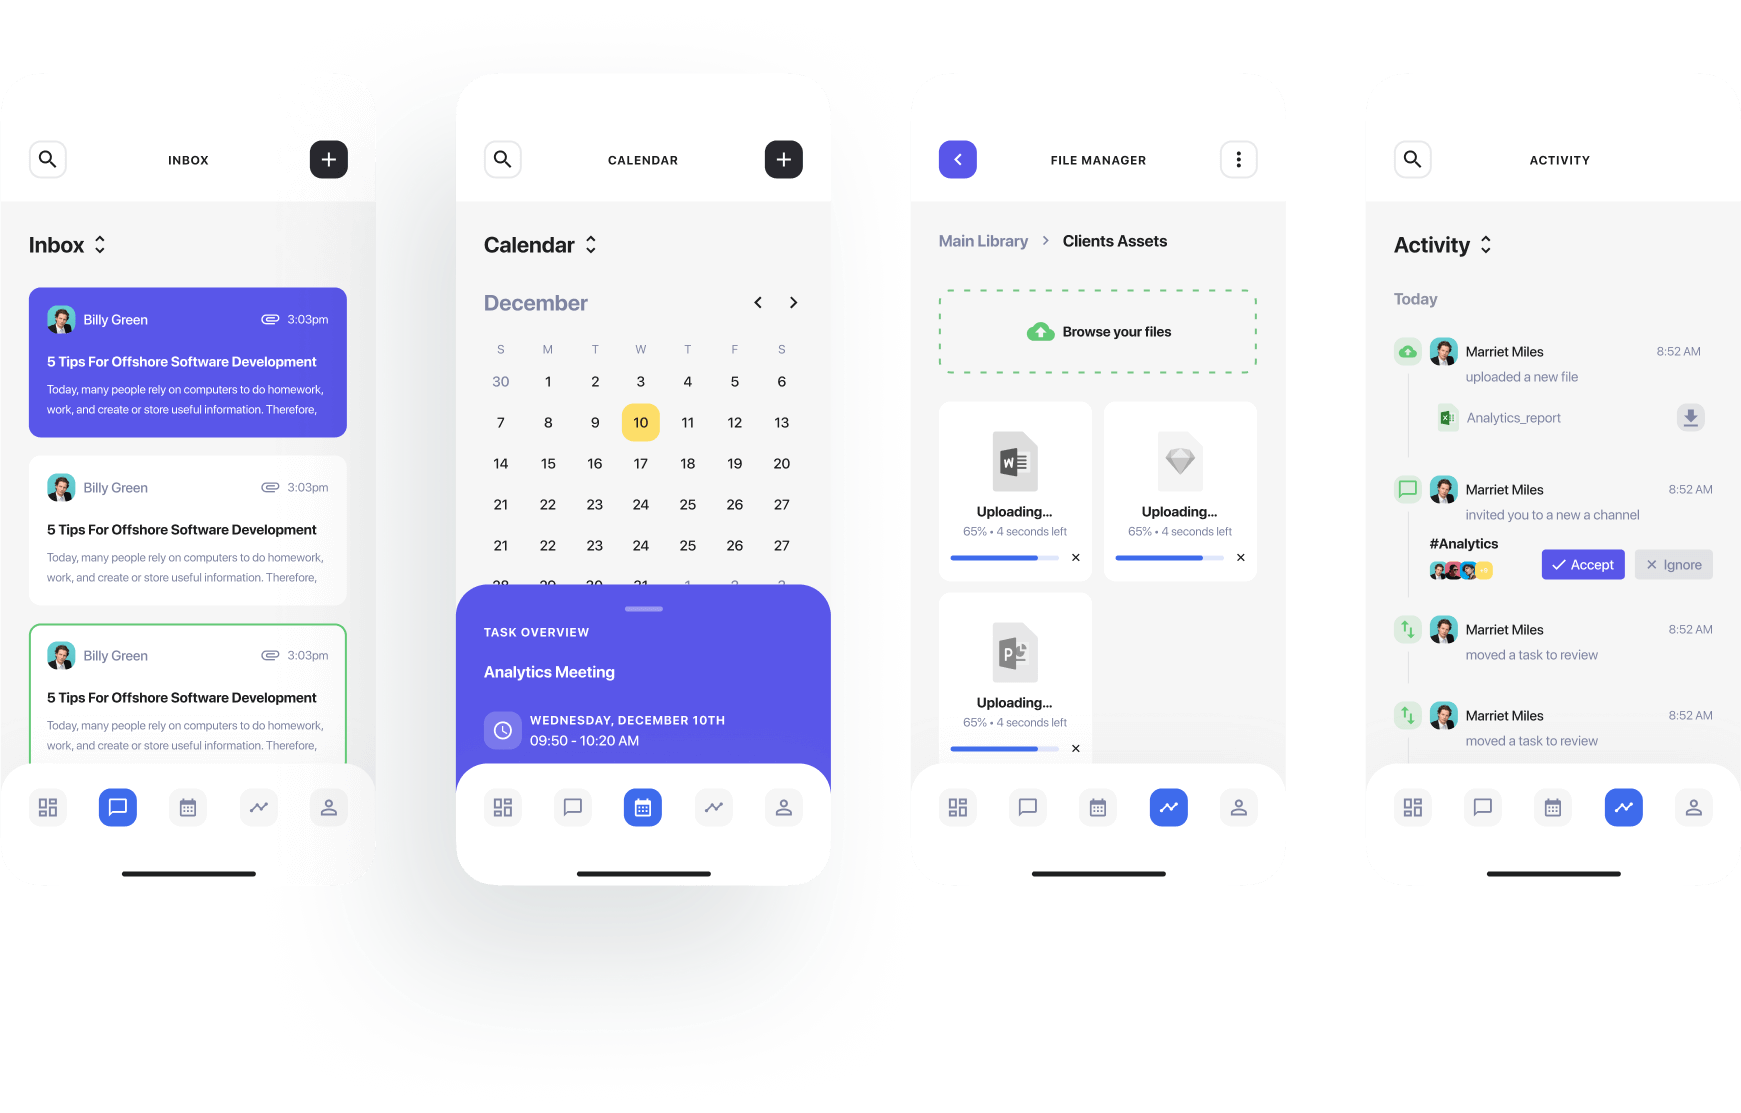 INBOX
Inbox
Billy Green
3:03pm
5 Tips For Offshore Software Development
Today, many people rely on computers to do homework,
work, and create or store useful information. Therefore,
Billy Green
3:03pm
5 Tips For Offshore Software Development
Today, many people rely on computers to do homework,
work, and create or store useful information. Therefore,
Billy Green
3:03pm
5 Tips For Offshore Software Development
Today, many people rely on computers to do homework,
work, and create or store useful information. Therefore,
CALENDAR
Calendar
December
S M T W T F S
30 1 2 3 4 5 6
7 8 9 10 11 12 13
14 15 16 17 18 19 20
21 22 23 24 25 26 27
21 22 23 24 25 26 27
28 29 30 31 1 2 3
TASK OVERVIEW
Analytics Meeting
WEDNESDAY, DECEMBER 10TH
09:50 - 10:20 AM
FILE MANAGER
Main Library > Clients Assets
Browse your files
W
Uploading...
65% • 4 seconds left
Uploading...
65% • 4 seconds left
P
Uploading...
65% • 4 seconds left
ACTIVITY
Activity
Today
Marriet Miles
8:52 AM
uploaded a new file
X
Analytics_report
Marriet Miles
8:52 AM
invited you to a new a channel
#Analytics
Accept
Ignore
Marriet Miles
8:52 AM
moved a task to review
Marriet Miles
8:52 AM
moved a task to review